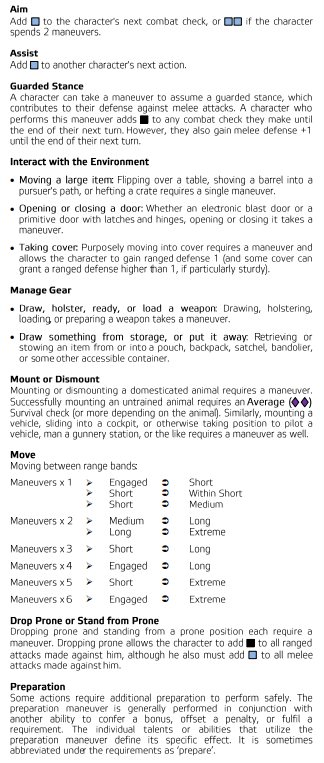 Aim
Add to the character's next combat check, or if the character
spends 2 maneuvers.
Assist
Add to another character's next action.
Guarded Stance
A character can take a maneuver to assume a guarded stance, which
contributes to their defense against melee attacks. A character who
performs this maneuver adds to any combat check they make until
the end of their next turn. However, they also gain melee defense +1
until the end of their next turn.
Interact with the Environment
• Moving a large item: Flipping over a table, shoving a barrel into a
pursuer's path, or hefting a crate requires a single maneuver.
• Opening or closing a door: Whether an electronic blast door or a
primitive door with latches and hinges, opening or closing it takes a
maneuver.
• Taking cover: Purposely moving into cover requires a maneuver and
allows the character to gain ranged defense 1 (and some cover can
grant a ranged defense higher than 1, if particularly sturdy).
Manage Gear
• Draw, holster, ready, or load a weapon: Drawing, holstering,
loading, or preparing a weapon takes a maneuver.
• Draw something from storage, or put it away: Retrieving or
stowing an item from or into a pouch, backpack, satchel, bandolier,
or some other accessible container.
Mount or Dismount
Mounting or dismounting a domesticated animal requires a maneuver.
Successfully mounting an untrained animal requires an Average (◆◆)
Survival check (or more depending on the animal). Similarly, mounting a
vehicle, sliding into a cockpit, or otherwise taking position to pilot a
vehicle, man a gunnery station, or the like requires a maneuver as well.
Move
Moving between range bands:
Maneuvers x 1 ➢ Engaged ➲ Short
➢ Short ➲ Within Short
➢ Short ➲ Medium
Maneuvers x 2 ➢ Medium ➲ Long
➢ Long ➲ Extreme
Maneuvers x 3 ➢ Short ➲ Long
Maneuvers x 4 ➢ Engaged ➲ Long
Maneuvers x 5 ➢ Short ➲ Extreme
Maneuvers x 6 ➢ Engaged ➲ Extreme
Drop Prone or Stand from Prone
Dropping prone and standing from a prone position each require a
maneuver. Dropping prone allows the character to add to all ranged
attacks made against him, although he also must add to all melee
attacks made against him.
Preparation
Some actions require additional preparation to perform safely. The
preparation maneuver is generally performed in conjunction with
another ability to confer a bonus, offset a penalty, or fulfil a
requirement. The individual talents or abilities that utilize the
preparation maneuver define its specific effect. It is sometimes
abbreviated under the requirements as 'prepare'.